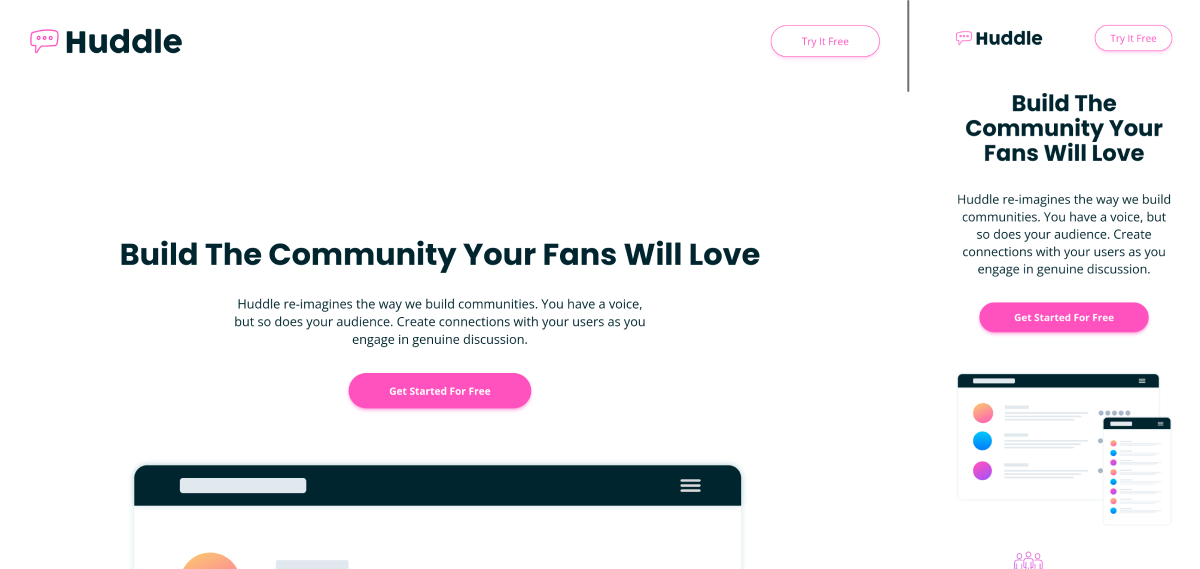 Huddle
Try It Free
Build The Community Your Fans Will Love
Huddle re-imagines the way we build communities. You have a voice,
but so does your audience. Create connections with your users as you
engage in genuine discussion.
Get Started For Free
Huddle
Try It Free
Build The
Community Your
Fans Will Love
Huddle re-imagines the way we build
communities. You have a voice, but
so does your audience. Create
connections with your users as you
engage in genuine discussion.
Get Started For Free